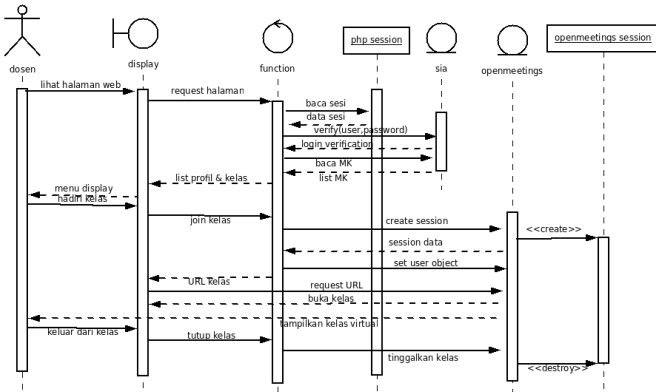 dosen
display
function
php session
sia
openmeetings
openmeetings session
lihat halaman web
request halaman
baca sesi
data sesi
verify(user,password)
login verification
baca MK
list MK
list profil & kelas
menu display
hadiri kelas
join kelas
create session
<<create>>
session data
set user object
URL kelas
request URL
buka kelas
tampilkan kelas virtual
keluar dari kelas
tutup kelas
tinggalkan kelas
<<destroy>>